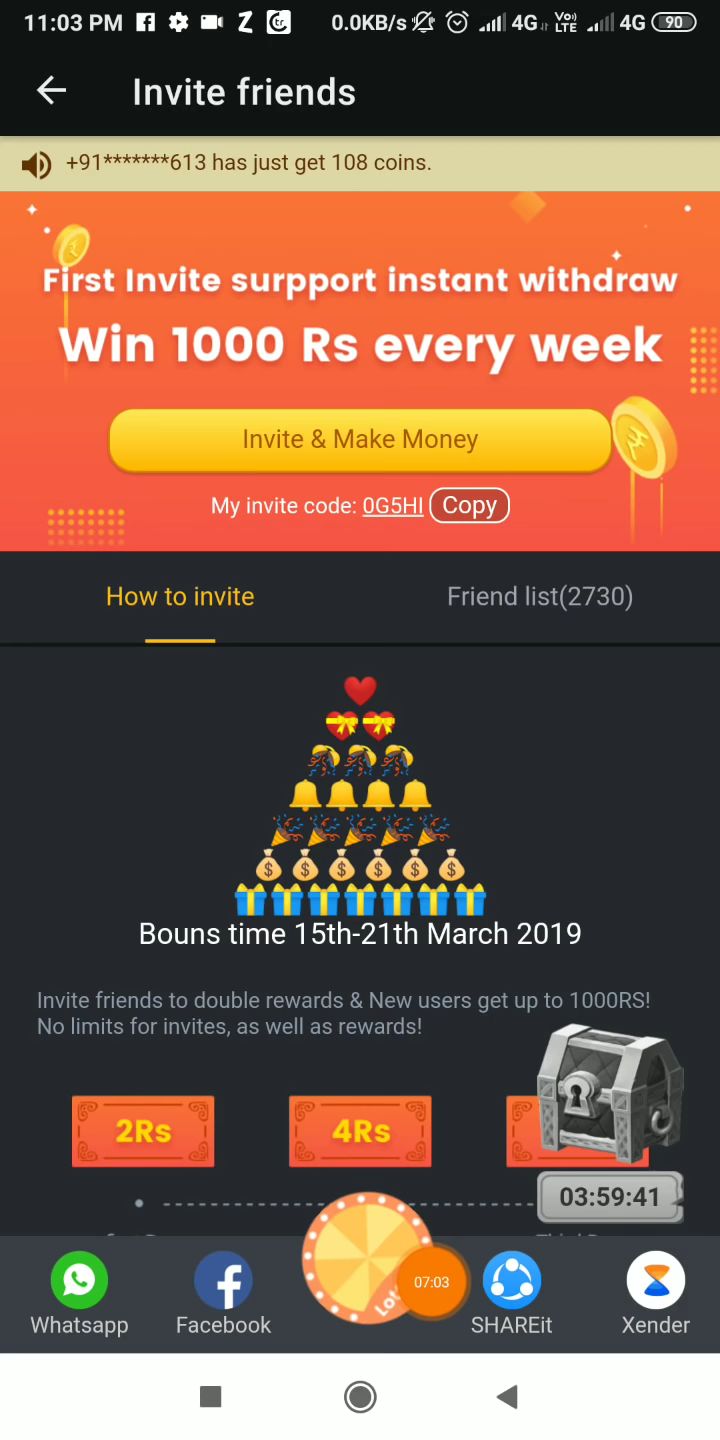 11:03 PM 0.0KB/s 4G VoLTE 4G 90
Invite friends
+91*******613 has just get 108 coins.
First Invite surpport instant withdraw
Win 1000 Rs every week
Invite & Make Money
My invite code: 0G5HI Copy
How to invite Friend list(2730)
Bouns time 15th-21th March 2019
Invite friends to double rewards & New users get up to 1000RS!
No limits for invites, as well as rewards!
2Rs 4Rs
03:59:41
07:03
Whatsapp Facebook SHAREit Xender